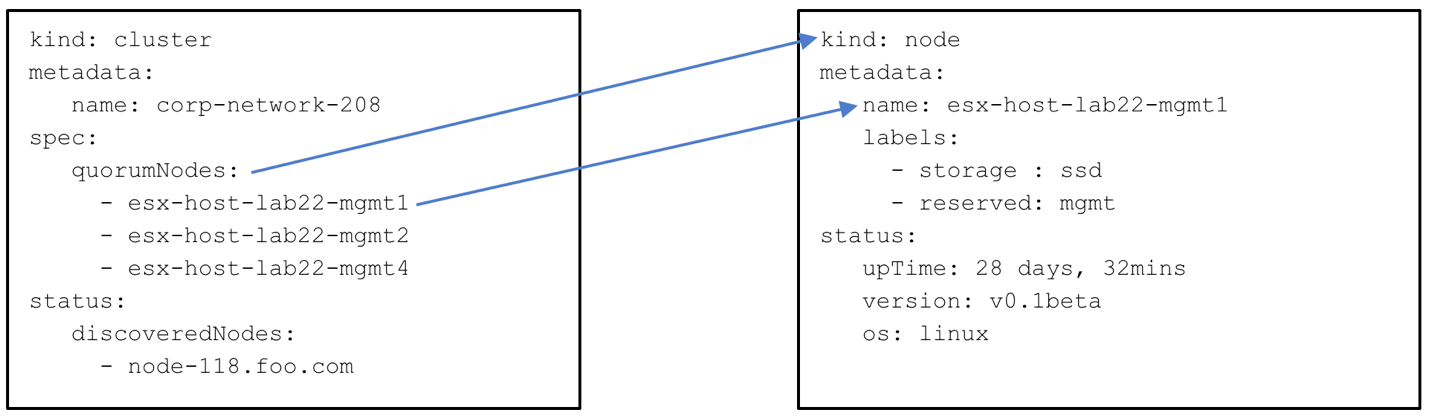 kind: cluster
metadata:
   name: corp-network-208
spec:
   quorumNodes:
     - esx-host-lab22-mgmt1
     - esx-host-lab22-mgmt2
     - esx-host-lab22-mgmt4
status:
   discoveredNodes:
     - node-118.foo.com
kind: node
metadata:
   name: esx-host-lab22-mgmt1
   labels:
     - storage : ssd
     - reserved: mgmt
status:
   upTime: 28 days, 32mins
   version: v0.1beta
   os: linux